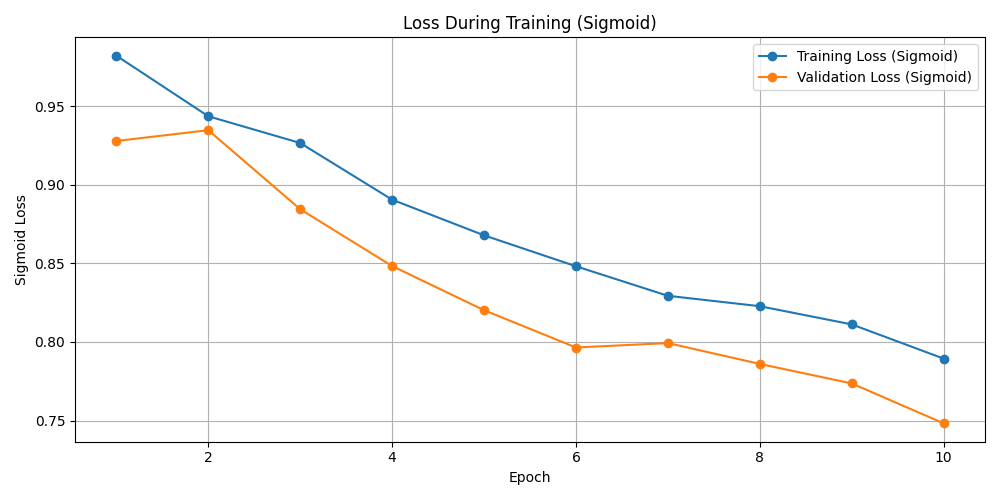 Loss During Training (Sigmoid)
Training Loss (Sigmoid)
Validation Loss (Sigmoid)
Sigmoid Loss
0.95
0.90
0.85
0.80
0.75
2 4 6 8 10
Epoch